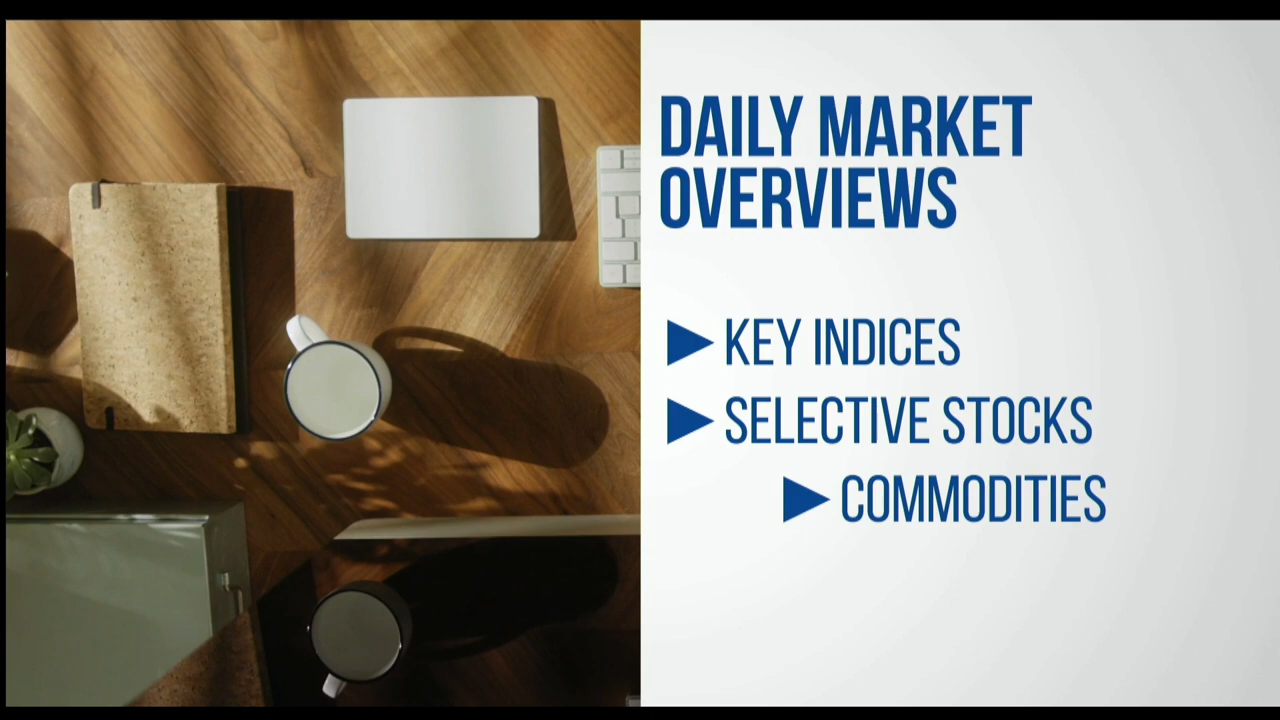 DAILY MARKET
OVERVIEWS
KEY INDICES
SELECTIVE STOCKS
COMMODITIES